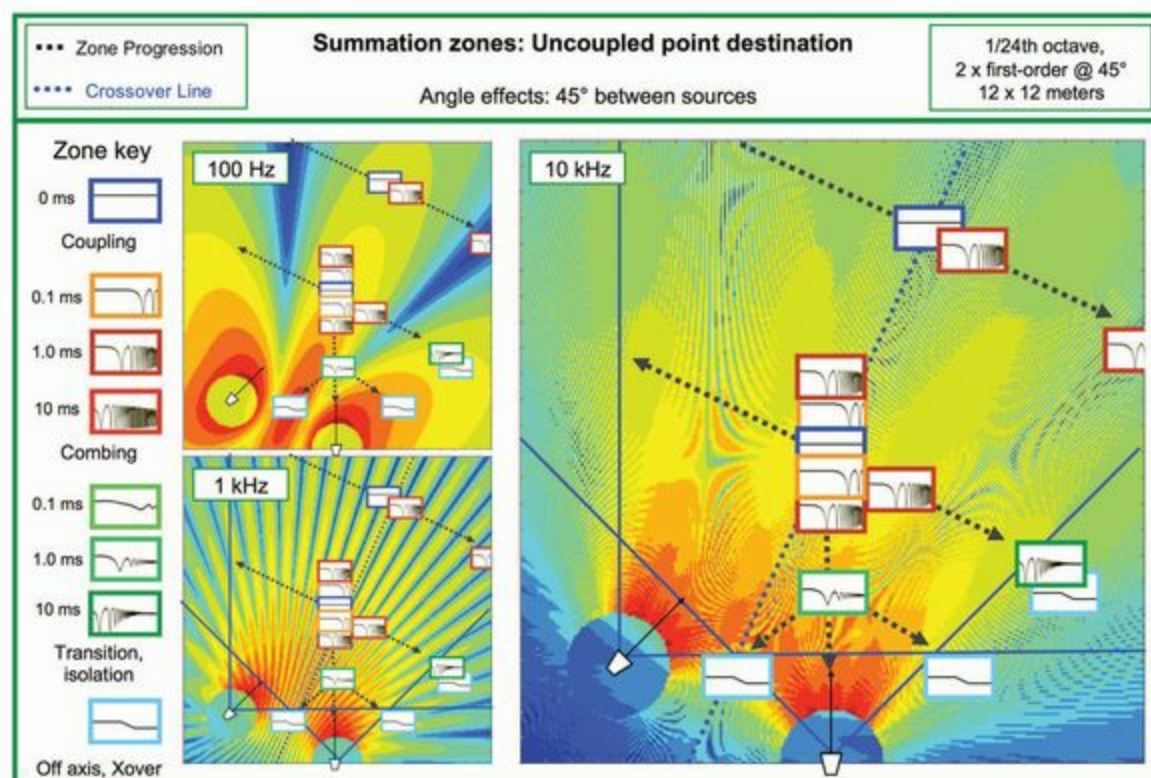 Zone Progression
Crossover Line
Summation zones: Uncoupled point destination
Angle effects: 45° between sources
1/24th octave,
2 x first-order @ 45°
12 x 12 meters
Zone key
0 ms
Coupling
0.1 ms
1.0 ms
10 ms
Combing
0.1 ms
1.0 ms
10 ms
Transition,
isolation
Off axis, Xover
100 Hz
1 kHz
10 kHz